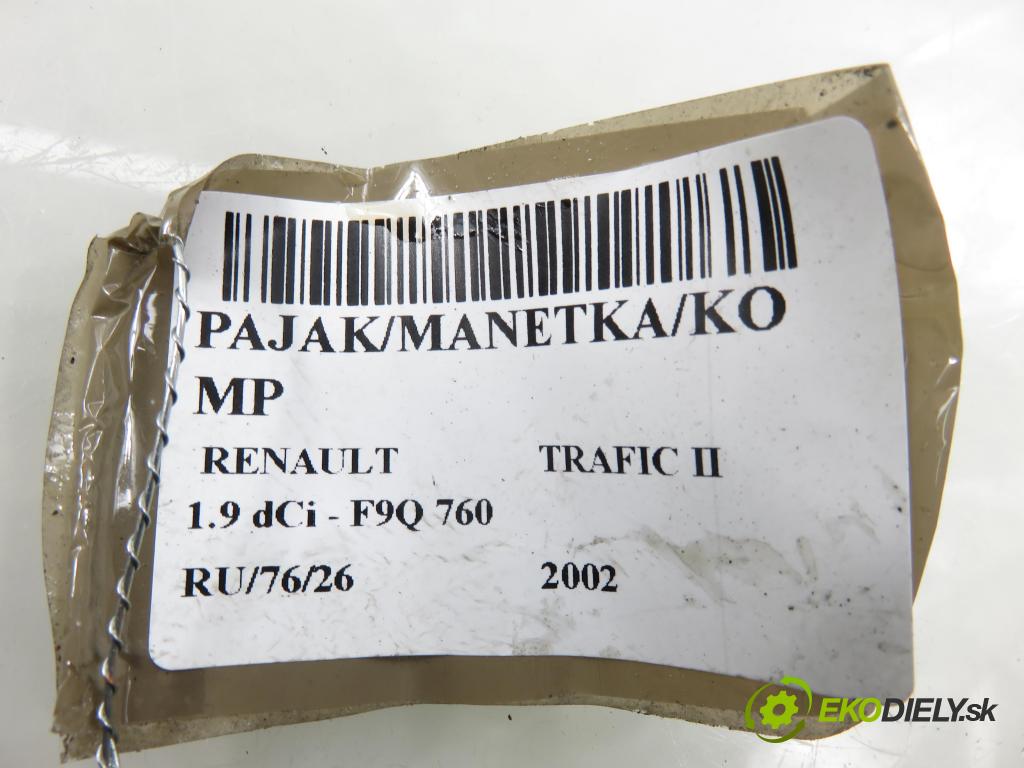 PAJAK/MANETKA/KO
MP
RENAULT TRAFIC II
1.9 dCi - F9Q 760
RU/76/26 2002
EKODIELY.sk